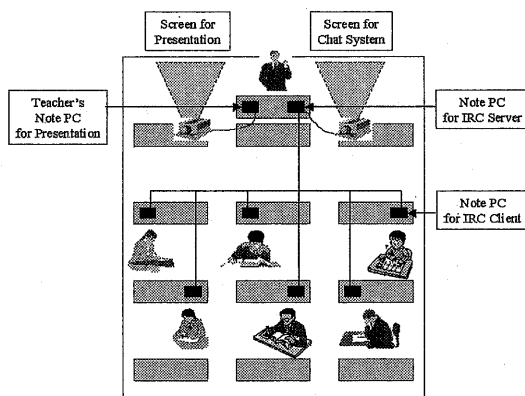 Screen for
Presentation
Screen for
Chat System
Teacher's
Note PC
for Presentation
Note PC
for IRC Server
Note PC
for IRC Client